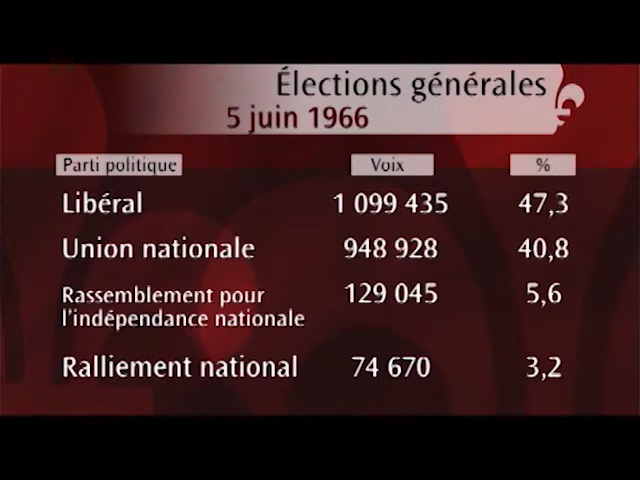 Élections générales
5 juin 1966
Parti politique Voix %
Libéral 1 099 435 47,3
Union nationale 948 928 40,8
Rassemblement pour
l'indépendance nationale 129 045 5,6
Ralliement national 74 670 3,2